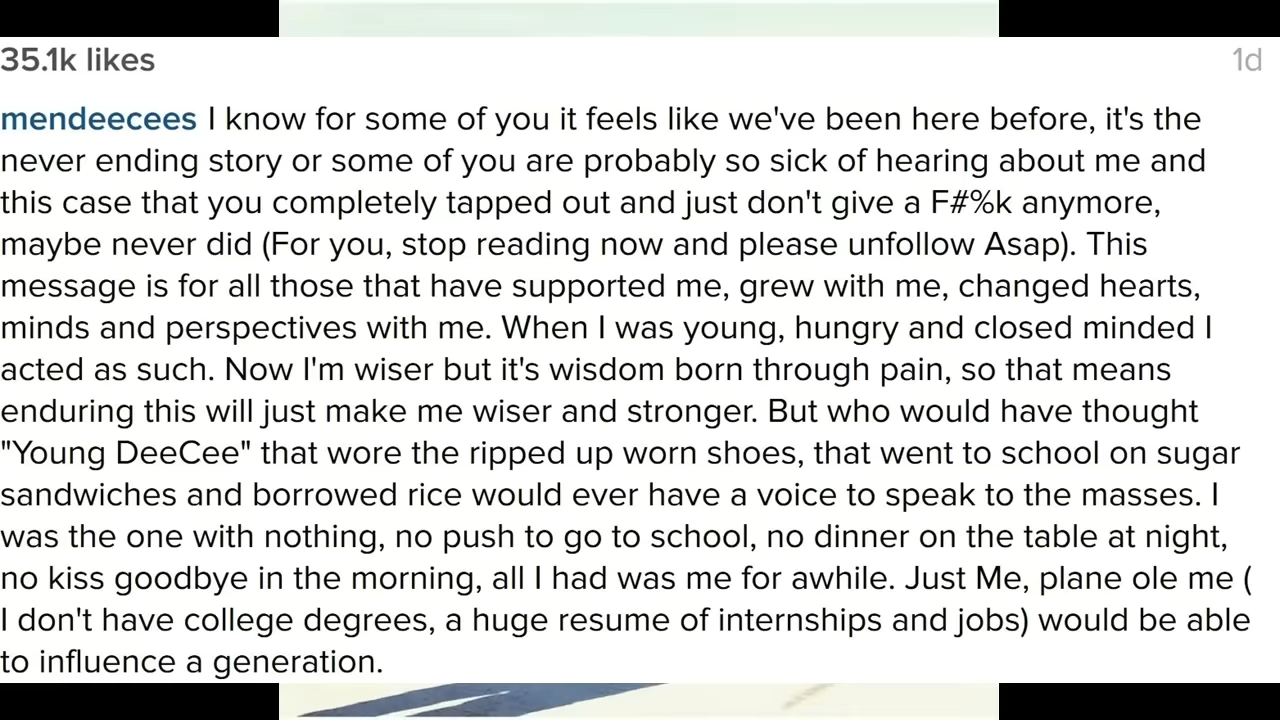 35.1k likes 1d
mendeecees I know for some of you it feels like we've been here before, it's the
never ending story or some of you are probably so sick of hearing about me and
this case that you completely tapped out and just don't give a F#%k anymore,
maybe never did (For you, stop reading now and please unfollow Asap). This
message is for all those that have supported me, grew with me, changed hearts,
minds and perspectives with me. When I was young, hungry and closed minded I
acted as such. Now I'm wiser but it's wisdom born through pain, so that means
enduring this will just make me wiser and stronger. But who would have thought
"Young DeeCee" that wore the ripped up worn shoes, that went to school on sugar
sandwiches and borrowed rice would ever have a voice to speak to the masses. I
was the one with nothing, no push to go to school, no dinner on the table at night,
no kiss goodbye in the morning, all I had was me for awhile. Just Me, plane ole me (
I don't have college degrees, a huge resume of internships and jobs) would be able
to influence a generation.